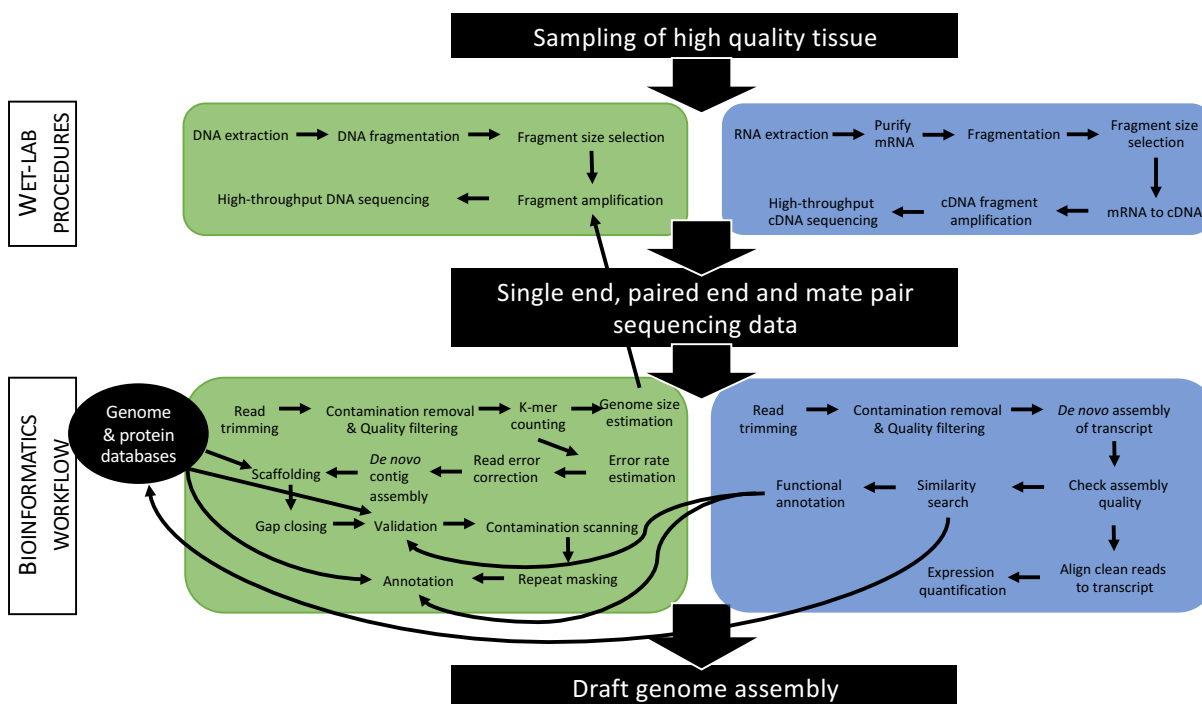 Sampling of high quality tissue
WET-LAB
PROCEDURES
DNA extraction
DNA fragmentation
Fragment size selection
High-throughput DNA sequencing
Fragment amplification
RNA extraction
Purify
mRNA
Fragmentation
Fragment size
selection
High-throughput
cDNA sequencing
cDNA fragment
amplification
mRNA to cDNA
Single end, paired end and mate pair
sequencing data
BIOINFORMATICS
WORKFLOW
Genome
& protein
databases
Read
trimming
Contamination removal
& Quality filtering
K-mer
counting
Genome size
estimation
Scaffolding
De novo
contig
assembly
Read error
correction
Error rate
estimation
Gap closing
Validation
Contamination scanning
Annotation
Repeat masking
Read
trimming
Contamination removal
& Quality filtering
De novo assembly
of transcript
Functional
annotation
Similarity
search
Check assembly
quality
Expression
quantification
Align clean reads
to transcript
Draft genome assembly